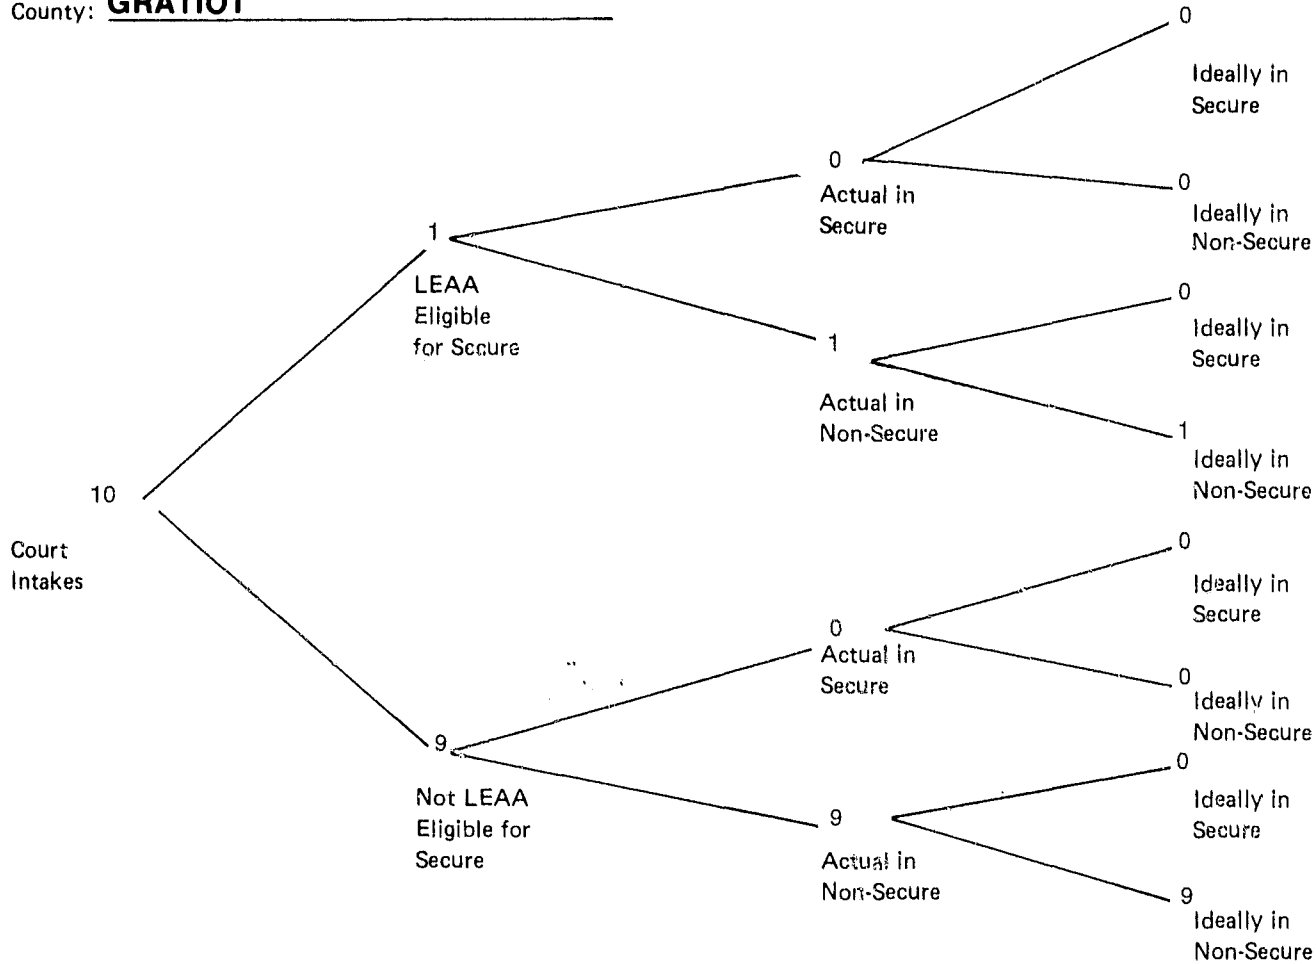 County: GRATIOT
0
Ideally in
Secure
0
Actual in
Secure
0
Ideally in
Non-Secure
1
LEAA
Eligible
for Secure
0
Ideally in
Secure
1
Actual in
Non-Secure
1
Ideally in
Non-Secure
10
Court
Intakes
0
Ideally in
Secure
0
Actual in
Secure
0
Ideally in
Non-Secure
9
Not LEAA
Eligible for
Secure
0
Ideally in
Secure
9
Actual in
Non-Secure
9
Ideally in
Non-Secure